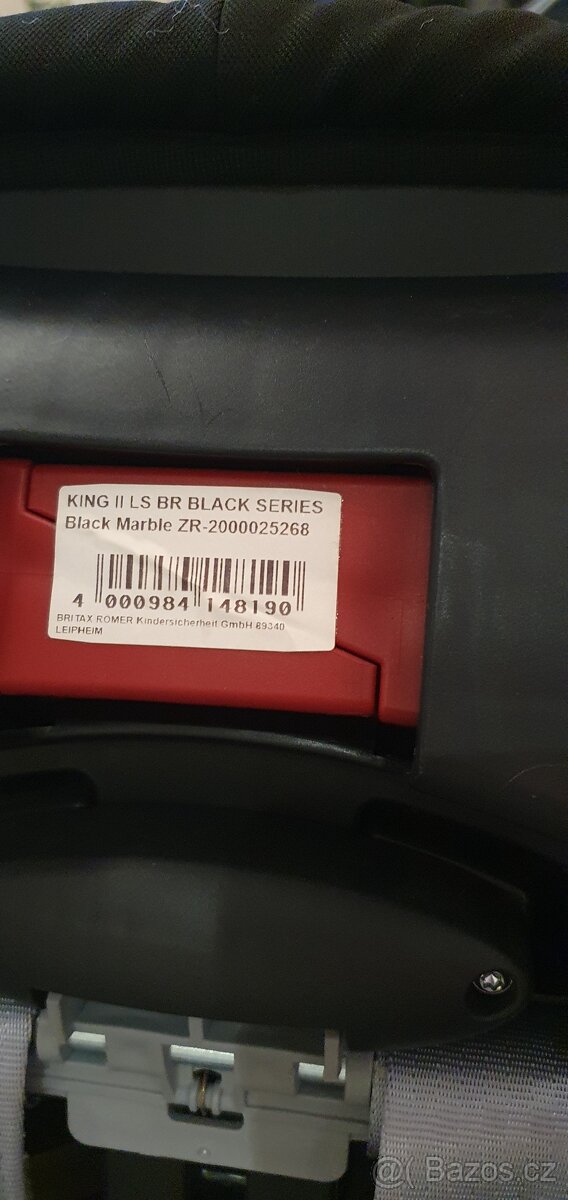 KING II LS BR BLACK SERIES
Black Marble ZR-2000025268
4 000984 148190
BRITAX RÖMER Kindersicherheit GmbH 89340
LEIPHEIM
Bazos.cz